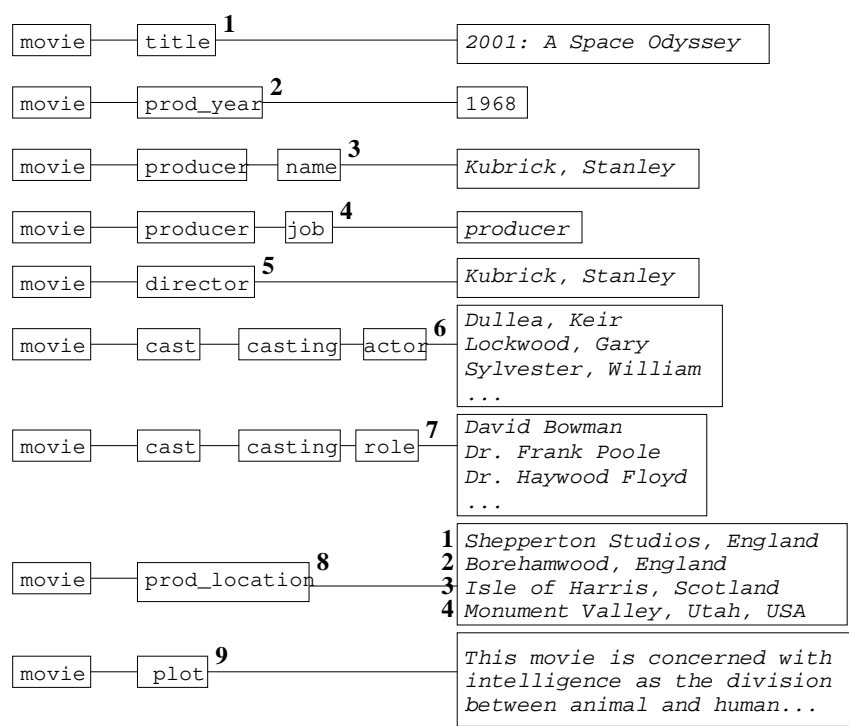 movie title 1 2001: A Space Odyssey
movie prod_year 2 1968
movie producer name 3 Kubrick, Stanley
movie producer job 4 producer
movie director 5 Kubrick, Stanley
movie cast casting actor 6 Dullea, Keir
Lockwood, Gary
Sylvester, William
...
movie cast casting role 7 David Bowman
Dr. Frank Poole
Dr. Haywood Floyd
...
movie prod_location 8
1 Shepperton Studios, England
2 Borehamwood, England
3 Isle of Harris, Scotland
4 Monument Valley, Utah, USA
movie plot 9 This movie is concerned with
intelligence as the division
between animal and human...